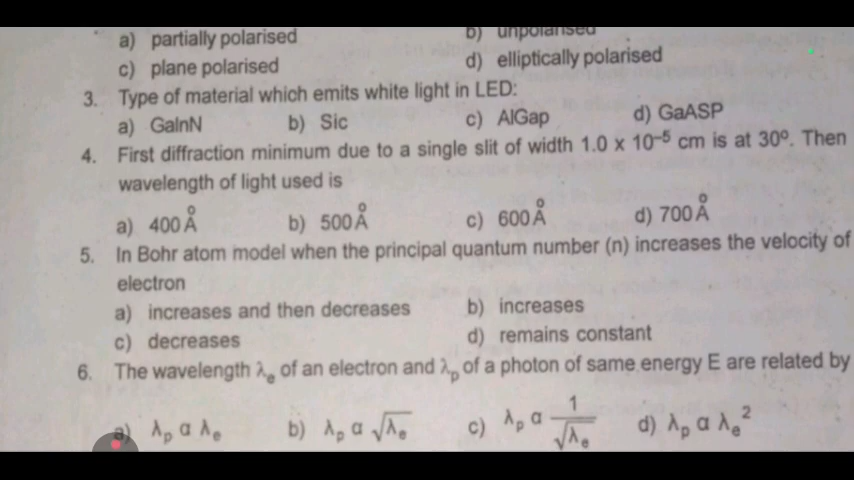 a) partially polarised b) unpolarised
c) plane polarised d) elliptically polarised
3. Type of material which emits white light in LED:
a) GaInN b) Sic c) AlGap d) GaASP
4. First diffraction minimum due to a single slit of width 1.0 x 10⁻⁵ cm is at 30º. Then
wavelength of light used is
a) 400 Å b) 500 Å c) 600 Å d) 700 Å
5. In Bohr atom model when the principal quantum number (n) increases the velocity of
electron
a) increases and then decreases b) increases
c) decreases d) remains constant
6. The wavelength λₑ of an electron and λₚ of a photon of same energy E are related by
a) λₚ α λₑ b) λₚ α √λₑ c) λₚ α 1/√λₑ d) λₚ α λₑ²